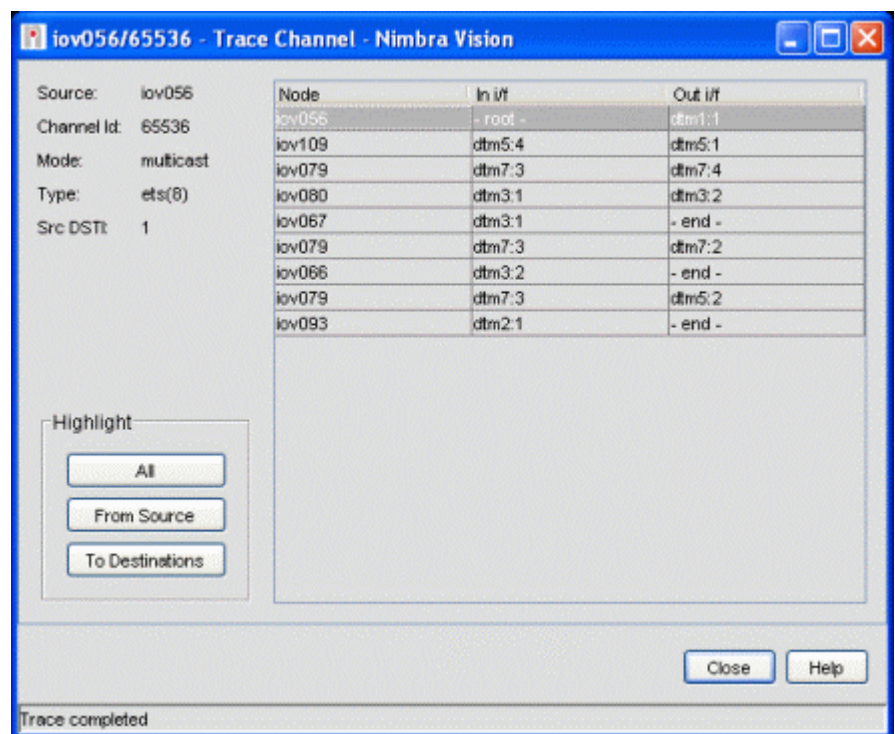 iov056/65536 - Trace Channel - Nimbra Vision
Source: iov056
Channel Id: 65536
Mode: multicast
Type: ets(8)
Src DSTI: 1
Node In i/f Out i/f
iov056 - root - dtm1:1
iov109 dtm5:4 dtm5:1
iov079 dtm7:3 dtm7:4
iov080 dtm3:1 dtm3:2
iov067 dtm3:1 - end -
iov079 dtm7:3 dtm7:2
iov066 dtm3:2 - end -
iov079 dtm7:3 dtm5:2
iov093 dtm2:1 - end -
Highlight
All
From Source
To Destinations
Close Help
Trace completed